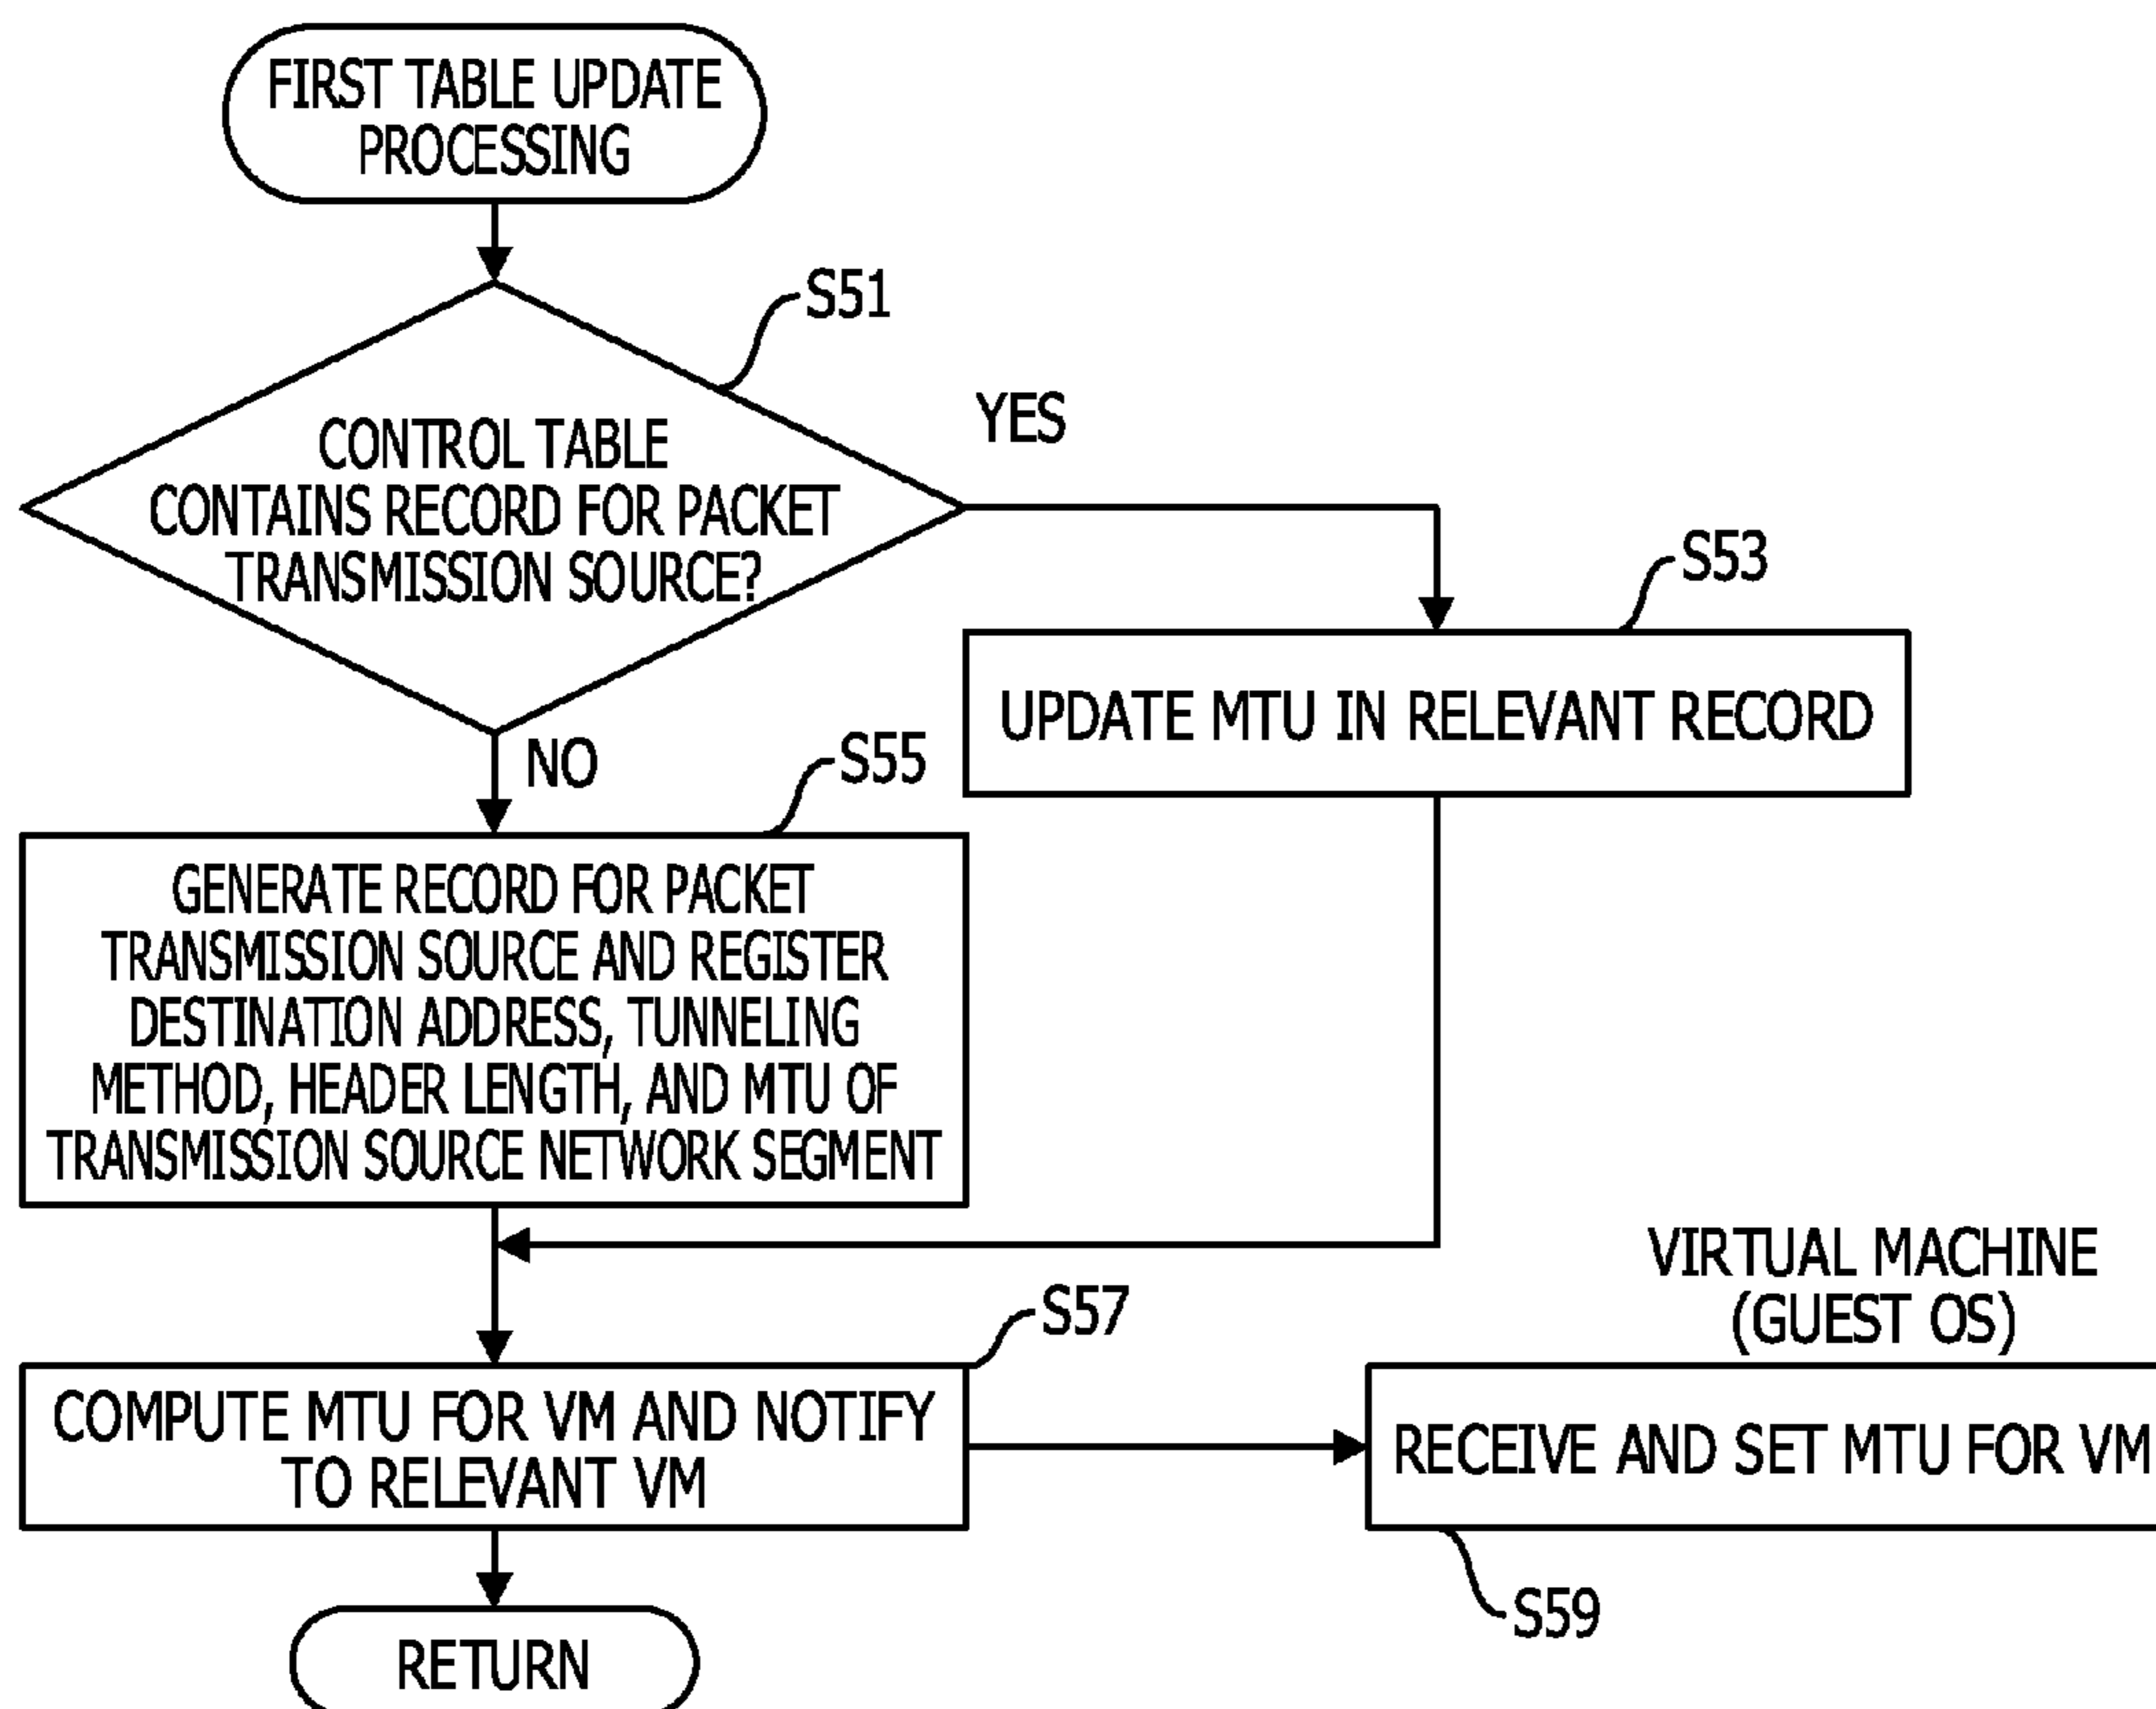 FIRST TABLE UPDATE
PROCESSING
S51
CONTROL TABLE
CONTAINS RECORD FOR PACKET
TRANSMISSION SOURCE?
YES
S53
UPDATE MTU IN RELEVANT RECORD
NO
S55
GENERATE RECORD FOR PACKET
TRANSMISSION SOURCE AND REGISTER
DESTINATION ADDRESS, TUNNELING
METHOD, HEADER LENGTH, AND MTU OF
TRANSMISSION SOURCE NETWORK SEGMENT
S57
COMPUTE MTU FOR VM AND NOTIFY
TO RELEVANT VM
VIRTUAL MACHINE
(GUEST OS)
RECEIVE AND SET MTU FOR VM
S59
RETURN